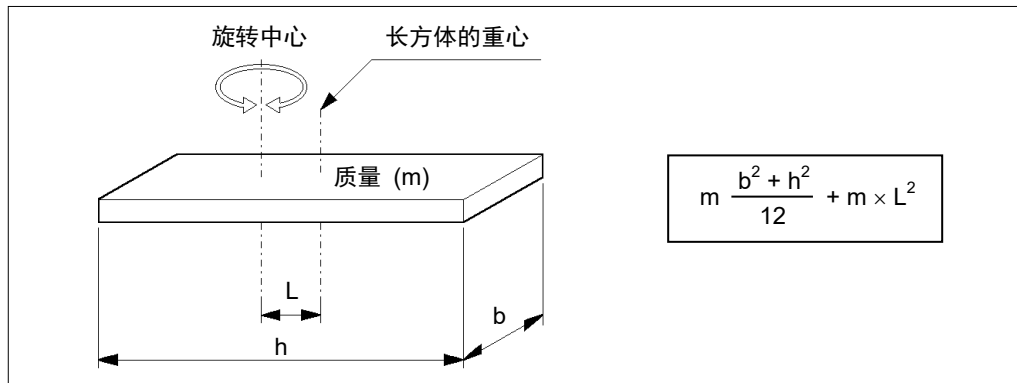 旋转中心
长方体的重心
质量 (m)
m (b² + h²)/12 + m × L²
L
b
h